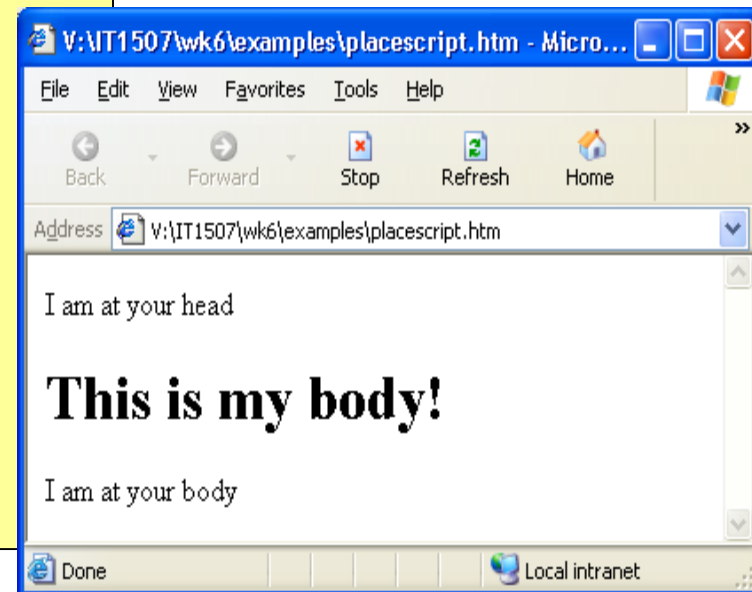 V:\IT1507\wk6\examples\placescript.htm - Micro...
File Edit View Favorites Tools Help
Back Forward Stop Refresh Home »
Address V:\IT1507\wk6\examples\placescript.htm
I am at your head
This is my body!
I am at your body
Done Local intranet